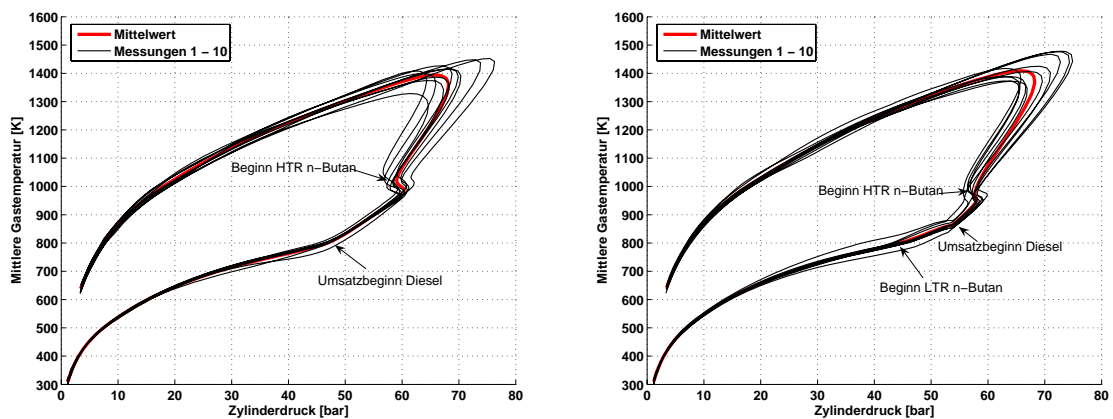 1600
1500
1400
1300
1200
1100
1000
900
800
700
600
500
400
300
0 10 20 30 40 50 60 70 80
Mittlere Gastemperatur [K]
Zylinderdruck [bar]
Mittelwert
Messungen 1 – 10
Beginn HTR n−Butan
Umsatzbeginn Diesel
1600
1500
1400
1300
1200
1100
1000
900
800
700
600
500
400
300
0 10 20 30 40 50 60 70 80
Mittlere Gastemperatur [K]
Zylinderdruck [bar]
Mittelwert
Messungen 1 – 10
Beginn HTR n−Butan
Umsatzbeginn Diesel
Beginn LTR n−Butan